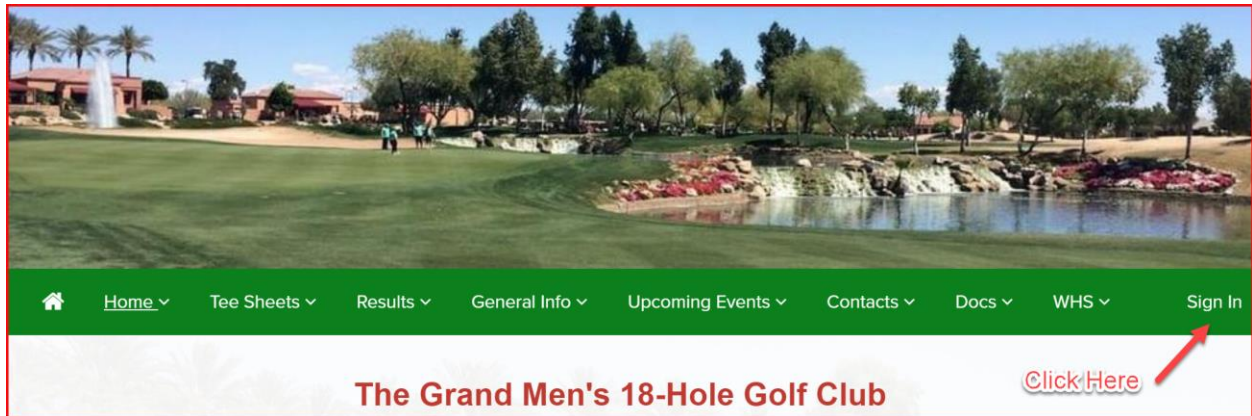 Home Tee Sheets Results General Info Upcoming Events Contacts Docs WHS Sign In
Click Here
The Grand Men's 18-Hole Golf Club